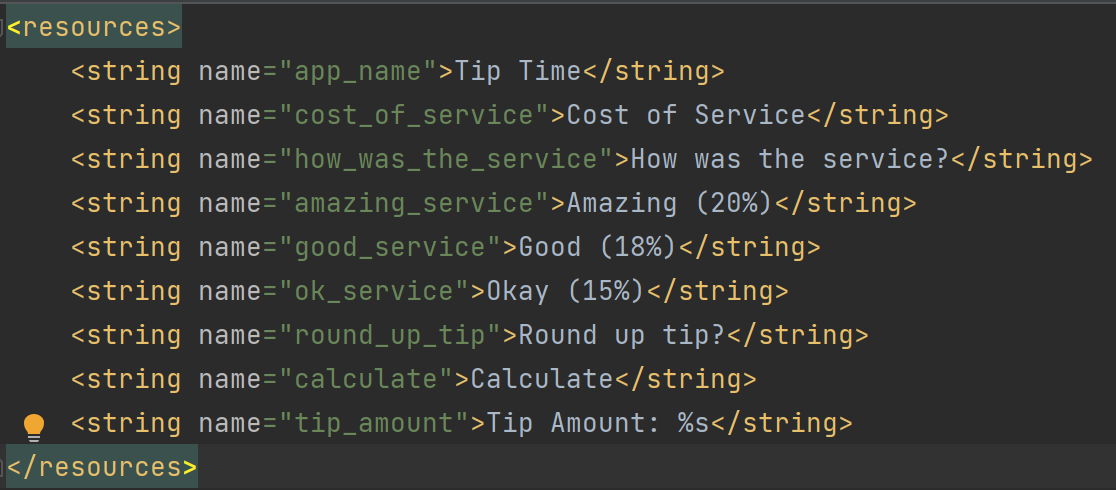 <resources>
    <string name="app_name">Tip Time</string>
    <string name="cost_of_service">Cost of Service</string>
    <string name="how_was_the_service">How was the service?</string>
    <string name="amazing_service">Amazing (20%)</string>
    <string name="good_service">Good (18%)</string>
    <string name="ok_service">Okay (15%)</string>
    <string name="round_up_tip">Round up tip?</string>
    <string name="calculate">Calculate</string>
    <string name="tip_amount">Tip Amount: %s</string>
</resources>